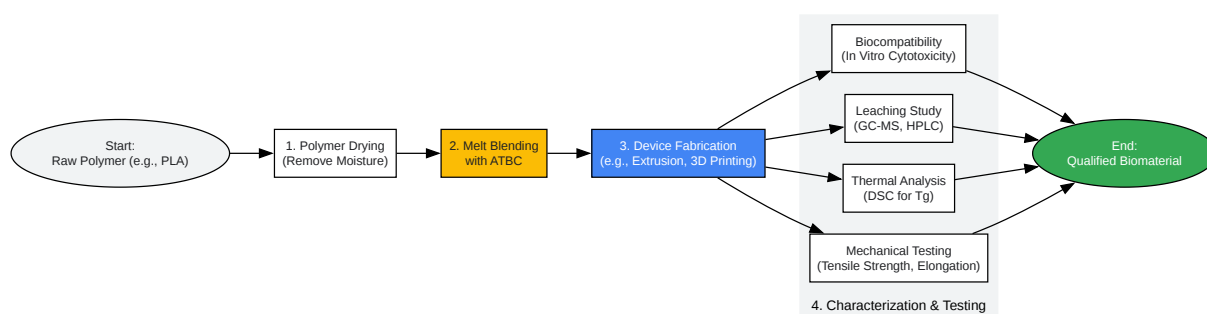 Start:
Raw Polymer (e.g., PLA)
1. Polymer Drying
(Remove Moisture)
2. Melt Blending
with ATBC
3. Device Fabrication
(e.g., Extrusion, 3D Printing)
Biocompatibility
(In Vitro Cytotoxicity)
Leaching Study
(GC-MS, HPLC)
Thermal Analysis
(DSC for Tg)
Mechanical Testing
(Tensile Strength, Elongation)
4. Characterization & Testing
End:
Qualified Biomaterial